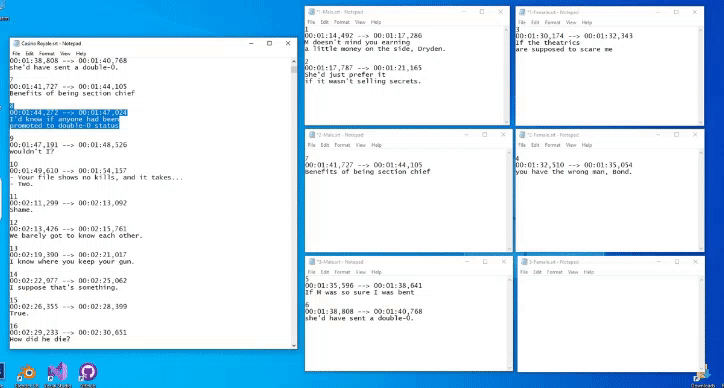 Casino Royale.srt - Notepad
File Edit Format View Help
00:01:38,808 --> 00:01:40,768
she'd have sent a double-O.
7
00:01:41,727 --> 00:01:44,105
Benefits of being section chief
8
00:01:44,272 --> 00:01:47,024
I'd know if anyone had been
promoted to double-O status
9
00:01:47,191 --> 00:01:48,526
wouldn't I?
10
00:01:49,610 --> 00:01:54,157
- Your file shows no kills, and it takes...
- Two.
11
00:02:11,299 --> 00:02:13,092
Shame.
12
00:02:13,426 --> 00:02:15,761
We barely got to know each other.
13
00:02:19,390 --> 00:02:21,017
I know where you keep your gun.
14
00:02:22,977 --> 00:02:25,062
I suppose that's something.
15
00:02:26,355 --> 00:02:28,399
True.
16
00:02:29,233 --> 00:02:30,651
How did he die?
*1-Male.srt - Notepad
File Edit Format View Help
1
00:01:14,492 --> 00:01:17,286
M doesn't mind you earning
a little money on the side, Dryden.
2
00:01:17,787 --> 00:01:21,165
She'd just prefer it
if it wasn't selling secrets.
*1-Female.srt - Notepad
File Edit Format View Help
3
00:01:30,174 --> 00:01:32,343
If the theatrics
are supposed to scare me
*2-Male.srt - Notepad
File Edit Format View Help
7
00:01:41,727 --> 00:01:44,105
Benefits of being section chief
*2-Female.srt - Notepad
File Edit Format View Help
4
00:01:32,510 --> 00:01:35,054
you have the wrong man, Bond.
*3-Male.srt - Notepad
File Edit Format View Help
5
00:01:35,596 --> 00:01:38,641
If M was so sure I was bent
6
00:01:38,808 --> 00:01:40,768
she'd have sent a double-O.
3-Female.srt - Notepad
File Edit Format View Help
Downloads